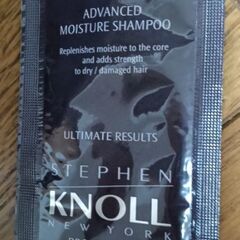 ADVANCED
MOISTURE SHAMPOO
Replenishes moisture to the core
and adds strength
to dry / damaged hair
ULTIMATE RESULTS
STEPHEN
KNOLL
NEW YORK